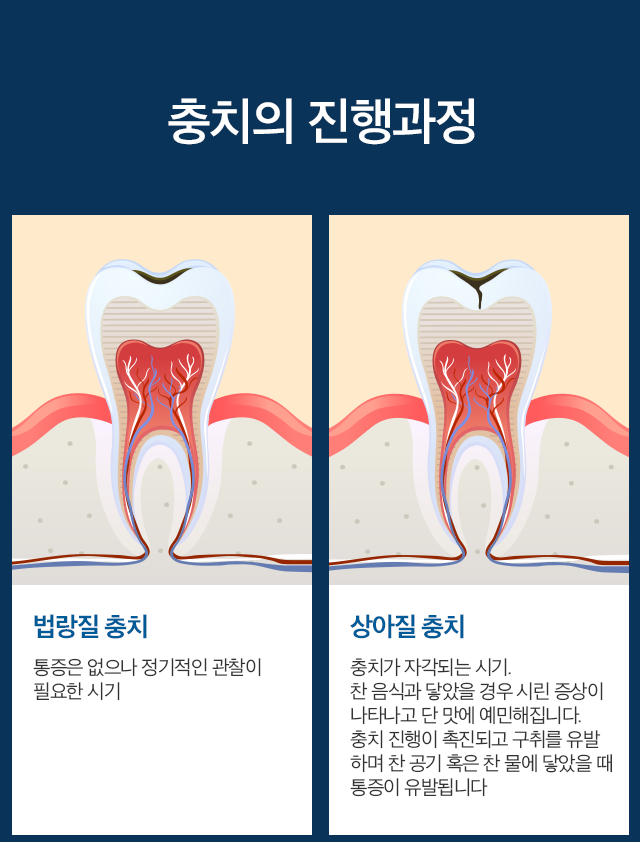 충치의 진행과정
법랑질 충치
통증은 없으나 정기적인 관찰이
필요한 시기
상아질 충치
충치가 자각되는 시기.
찬 음식과 닿았을 경우 시린 증상이
나타나고 단 맛에 예민해집니다.
충치 진행이 촉진되고 구취를 유발
하며 찬 공기 혹은 찬 물에 닿았을 때
통증이 유발됩니다